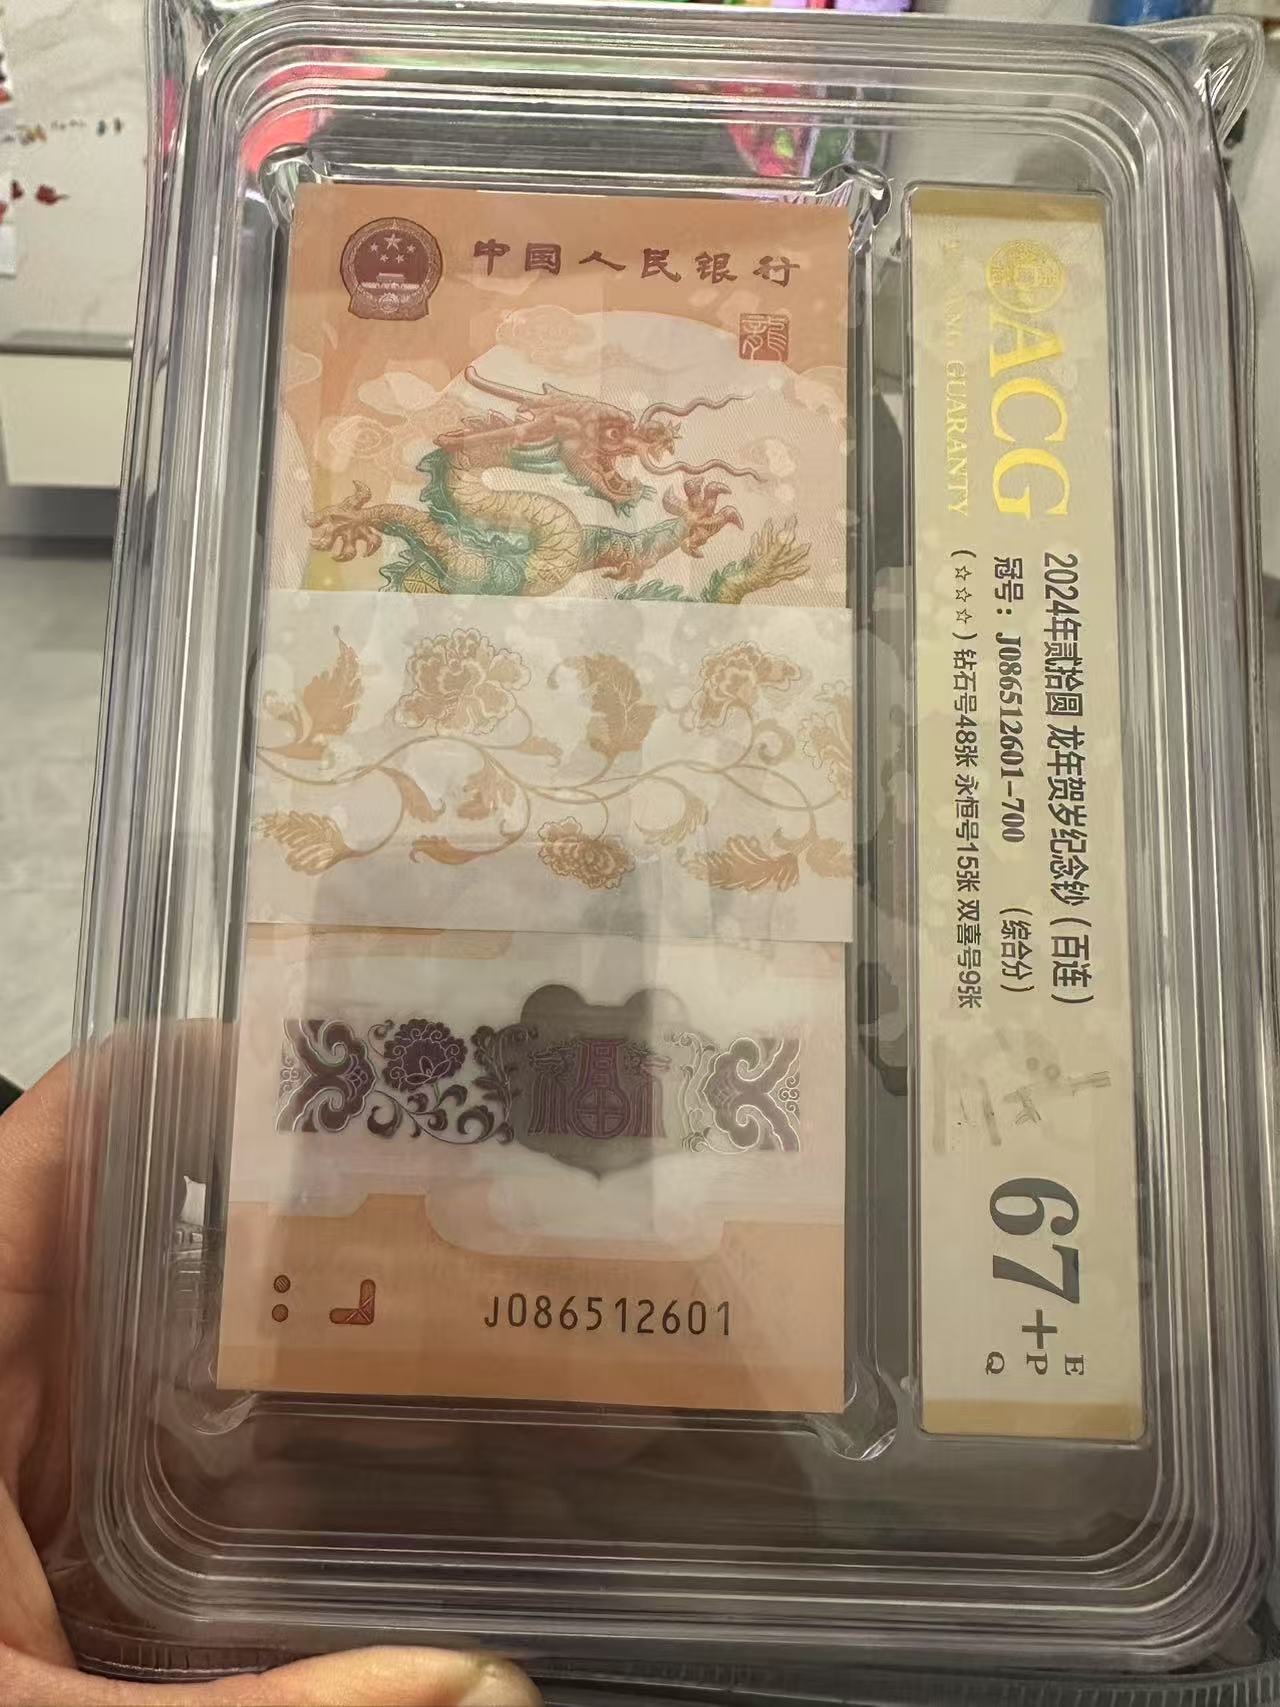 中国人民银行
龍
福
J086512601
ACG
GUARANTY
2024年贰拾圆 龙年贺岁纪念钞（百连）
冠号：J086512601-700 （综合分）
（☆☆☆）钻石号48张 永恒号15张 双喜号9张
67+
E
P
Q